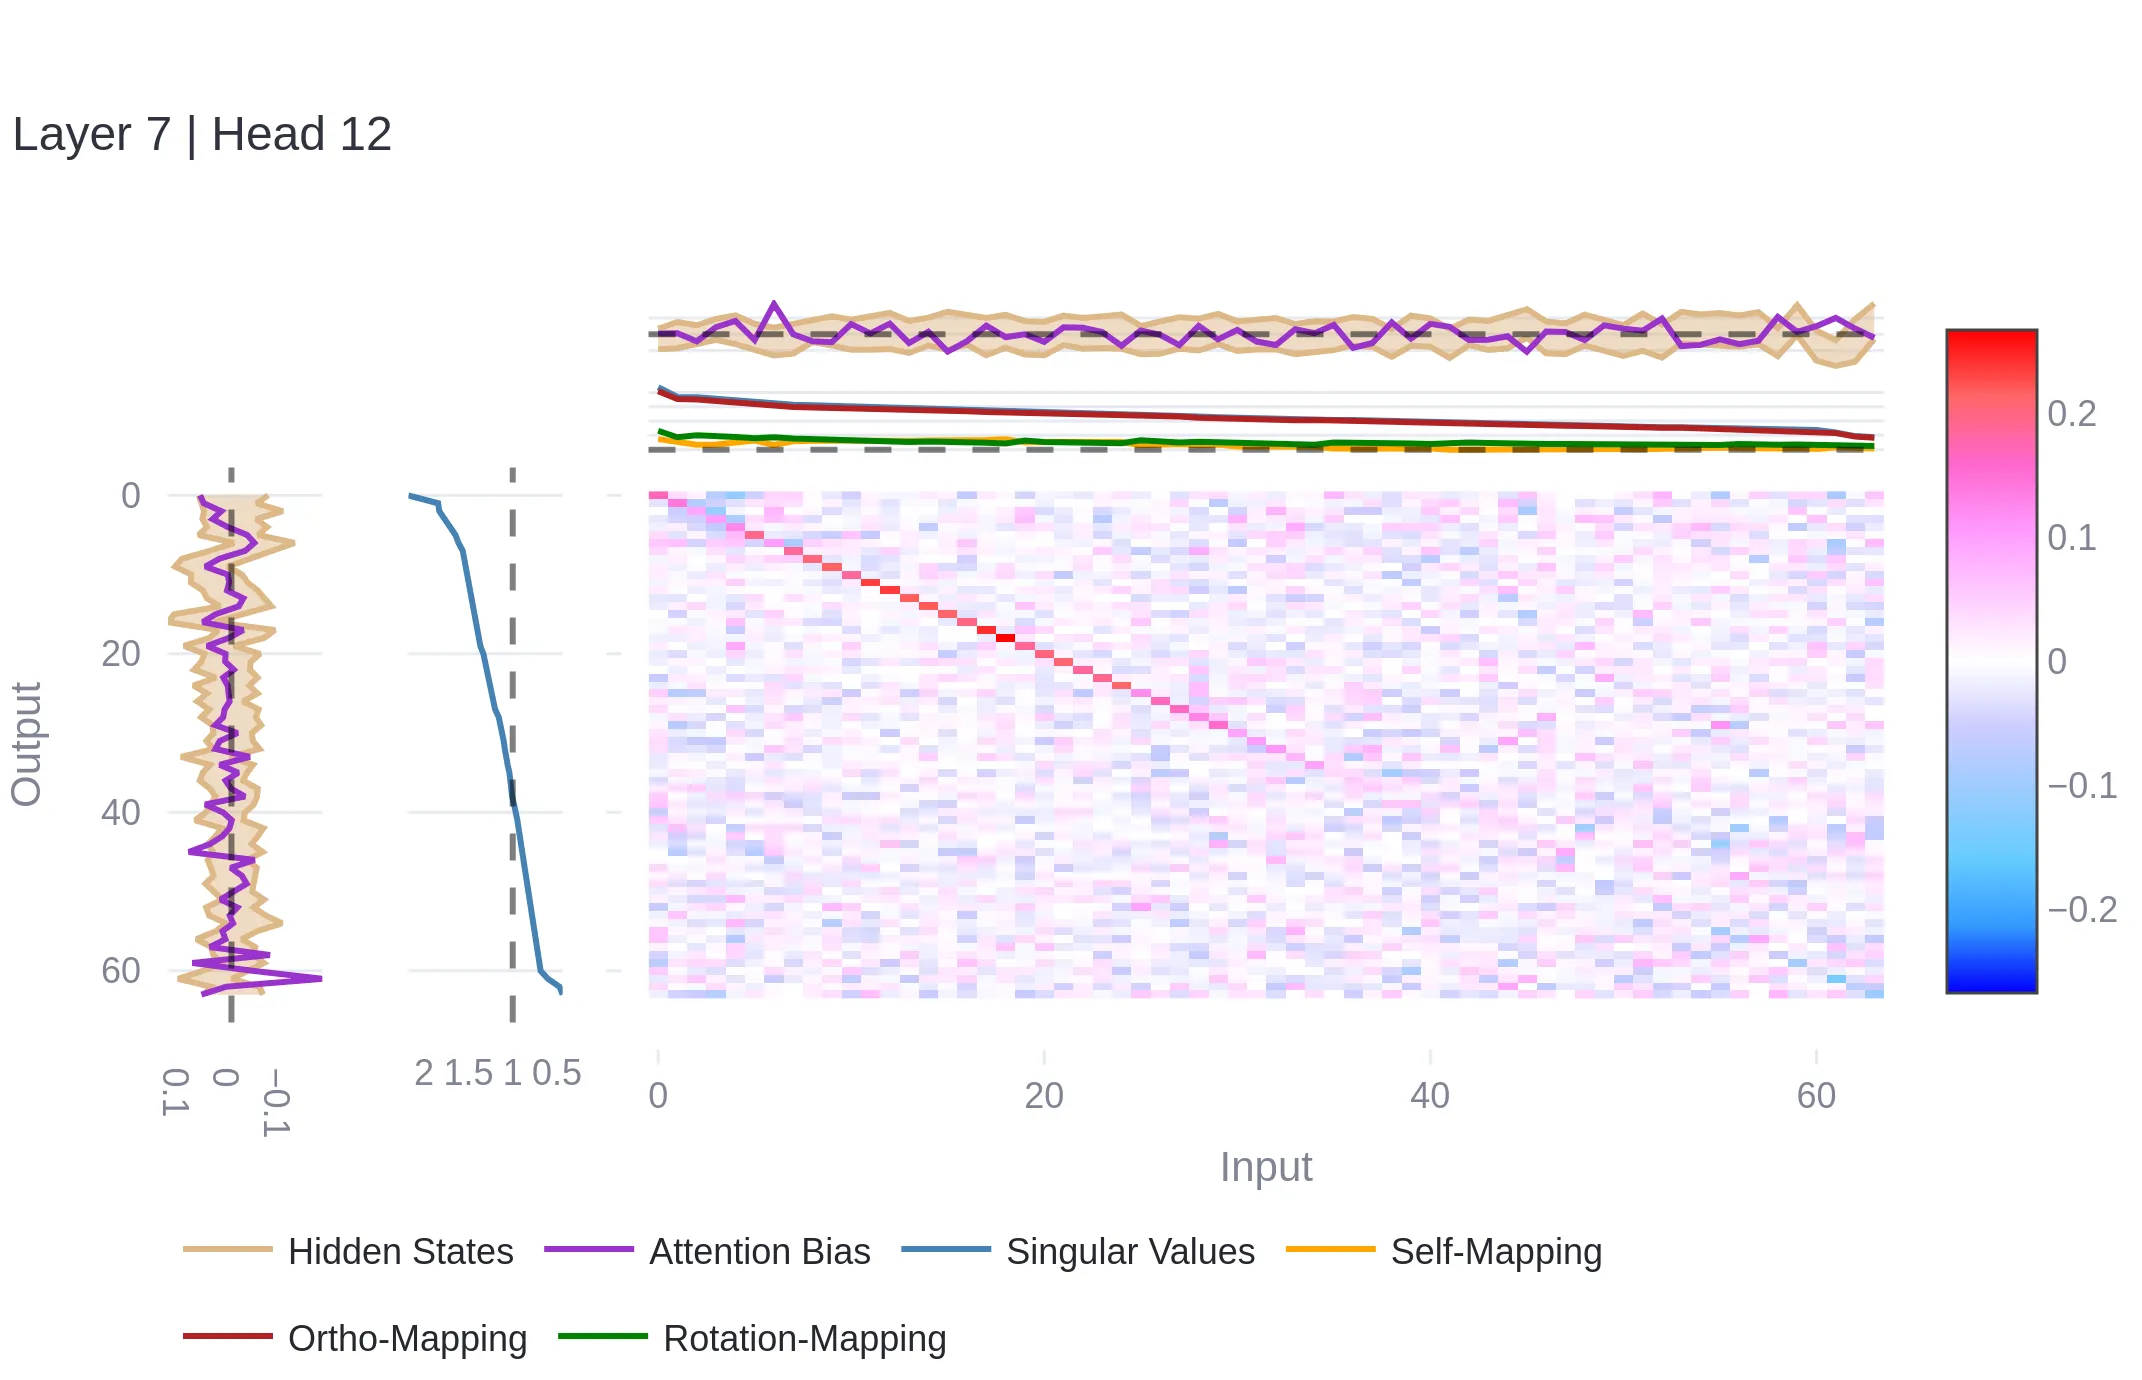 Layer 7 | Head 12
0
20
40
60
Output
0.1
0
−0.1
2 1.5 1 0.5
0
20
40
60
Input
0.2
0.1
0
−0.1
−0.2
Hidden States
Attention Bias
Singular Values
Self-Mapping
Ortho-Mapping
Rotation-Mapping